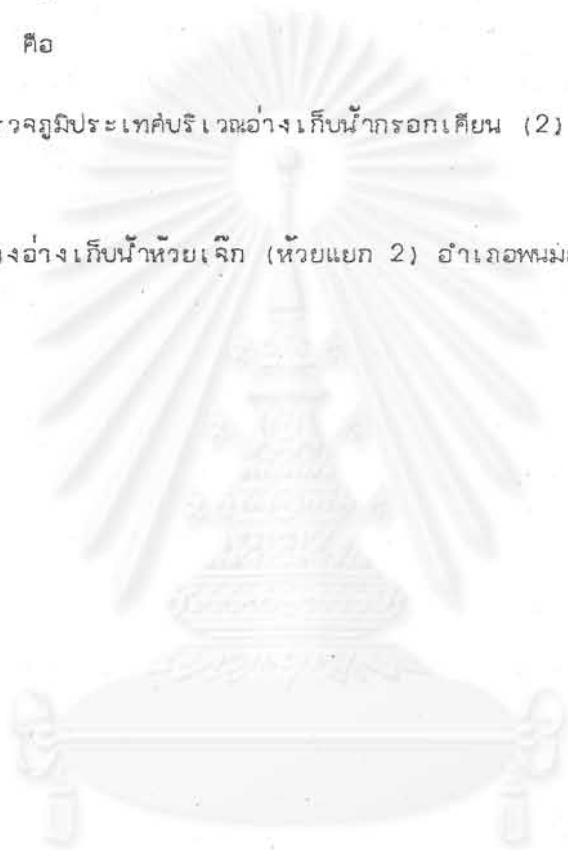 คือ
รวจภูมิประเทศบริเวณอ่างเก็บน้ำกรอกเคียน (2)
งอ่างเก็บน้ำห้วยเจ๊ก (ห้วยแยก 2) อำเภอพนม